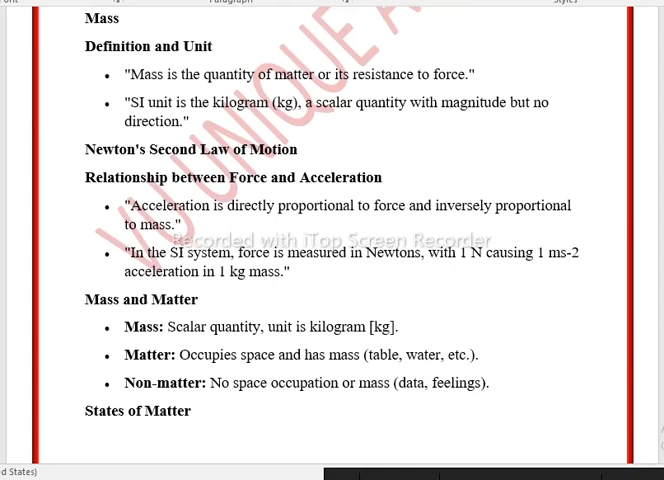 Mass
Definition and Unit
• "Mass is the quantity of matter or its resistance to force."
• "SI unit is the kilogram (kg), a scalar quantity with magnitude but no
direction."
Newton's Second Law of Motion
Relationship between Force and Acceleration
• "Acceleration is directly proportional to force and inversely proportional
to mass."
Recorded with iTop Screen Recorder
• "In the SI system, force is measured in Newtons, with 1 N causing 1 ms-2
acceleration in 1 kg mass."
Mass and Matter
• Mass: Scalar quantity, unit is kilogram [kg].
• Matter: Occupies space and has mass (table, water, etc.).
• Non-matter: No space occupation or mass (data, feelings).
States of Matter
VU UNIQUE
d States)